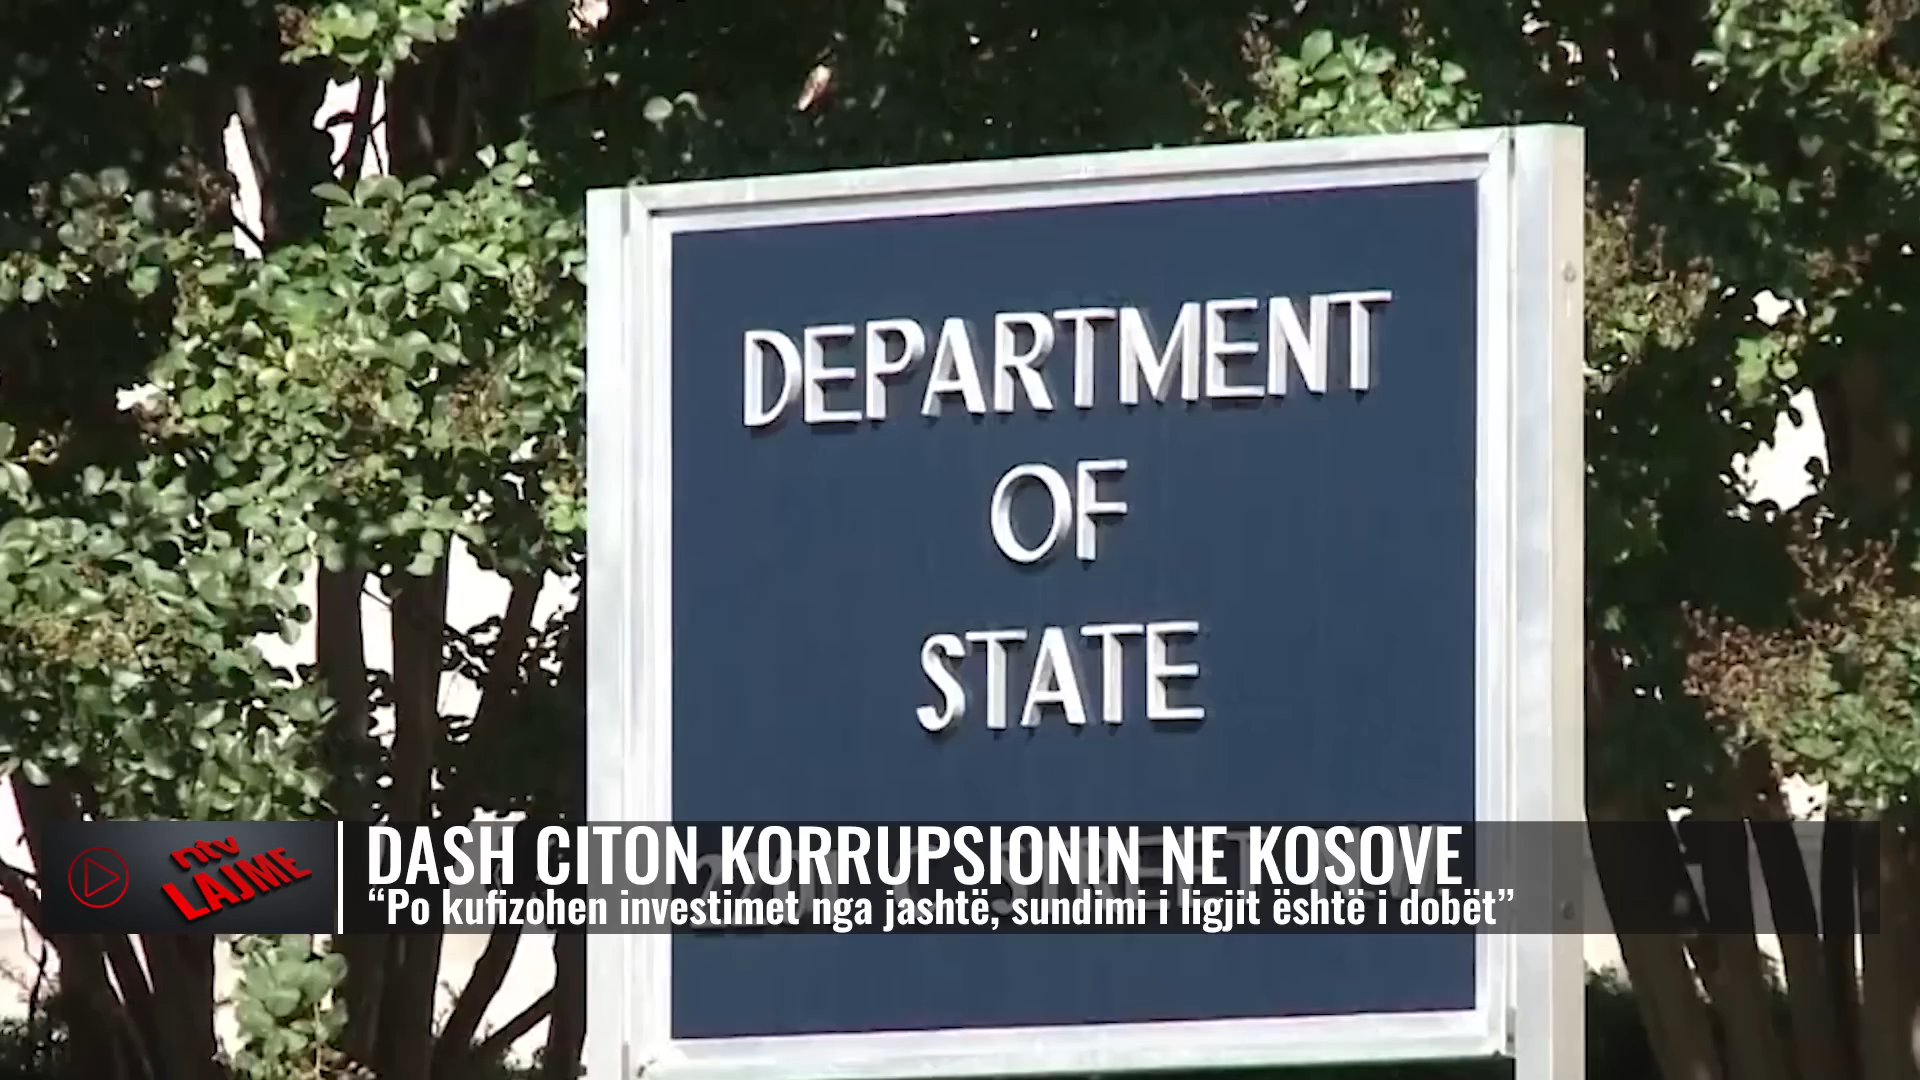 DEPARTMENT
OF
STATE
ntv
LAJME
DASH CITON KORRUPSIONIN NE KOSOVE
“Po kufizohen investimet nga jashtë, sundimi i ligjit është i dobët”